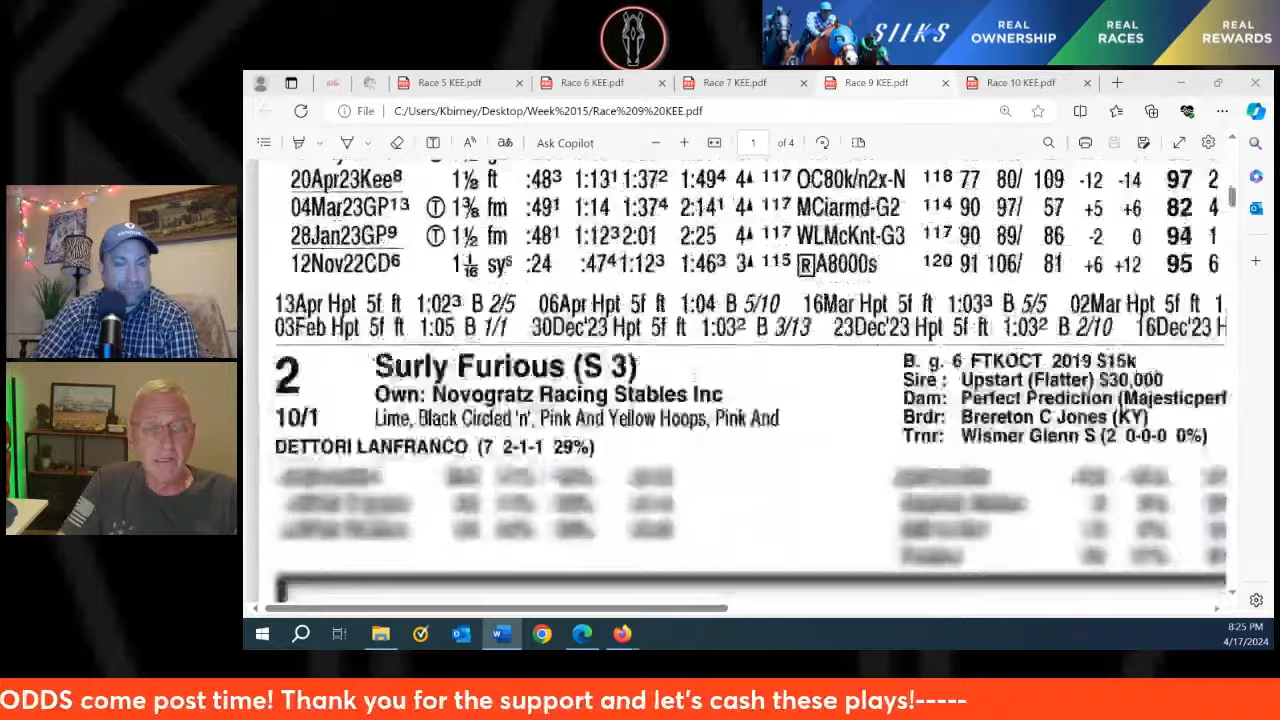 SILKS
REAL OWNERSHIP
REAL RACES
REAL REWARDS
Race 5 KEE.pdf
Race 6 KEE.pdf
Race 7 KEE.pdf
Race 9 KEE.pdf
Race 10 KEE.pdf
File C:/Users/Kbirney/Desktop/Week%2015/Race%209%20KEE.pdf
Ask Copilot 1 of 4
20Apr23Kee8 1⅛ ft :48³ 1:13¹ 1:37² 1:49⁴ 4▲ 117 OC80k/n2x-N 118 77 80/ 109 -12 -14 97 2
04Mar23GP13 Ⓣ 1⅜ fm :49¹ 1:14 1:37⁴ 2:14¹ 4▲ 117 MCiarmd-G2 114 90 97/ 57 +5 +6 82 4
28Jan23GP9 Ⓣ 1½ fm :48¹ 1:12³ 2:01 2:25 4▲ 117 WLMcKnt-G3 117 90 89/ 86 -2 0 94 1
12Nov22CD6 1 1/16 sys :24 :47⁴ 1:12³ 1:46³ 3▲ 115 🅁A8000s 120 91 106/ 81 +6 +12 95 6
13Apr Hpt 5f ft 1:02³ B 2/5 06Apr Hpt 5f ft 1:04 B 5/10 16Mar Hpt 5f ft 1:03³ B 5/5 02Mar Hpt 5f ft 1
03Feb Hpt 5f ft 1:05 B 1/1 30Dec'23 Hpt 5f ft 1:03² B 3/13 23Dec'23 Hpt 5f ft 1:03² B 2/10 16Dec'23 H
2 Surly Furious (S 3)
Own: Novogratz Racing Stables Inc
10/1 Lime, Black Circled 'n', Pink And Yellow Hoops, Pink And
DETTORI LANFRANCO (7 2-1-1 29%)
B. g. 6 FTKOCT 2019 $15k
Sire : Upstart (Flatter) $30,000
Dam: Perfect Prediction (Majesticperf
Brdr: Brereton C Jones (KY)
Trnr: Wismer Glenn S (2 0-0-0 0%)
8:25 PM
4/17/2024
ODDS come post time! Thank you for the support and let's cash these plays!-----